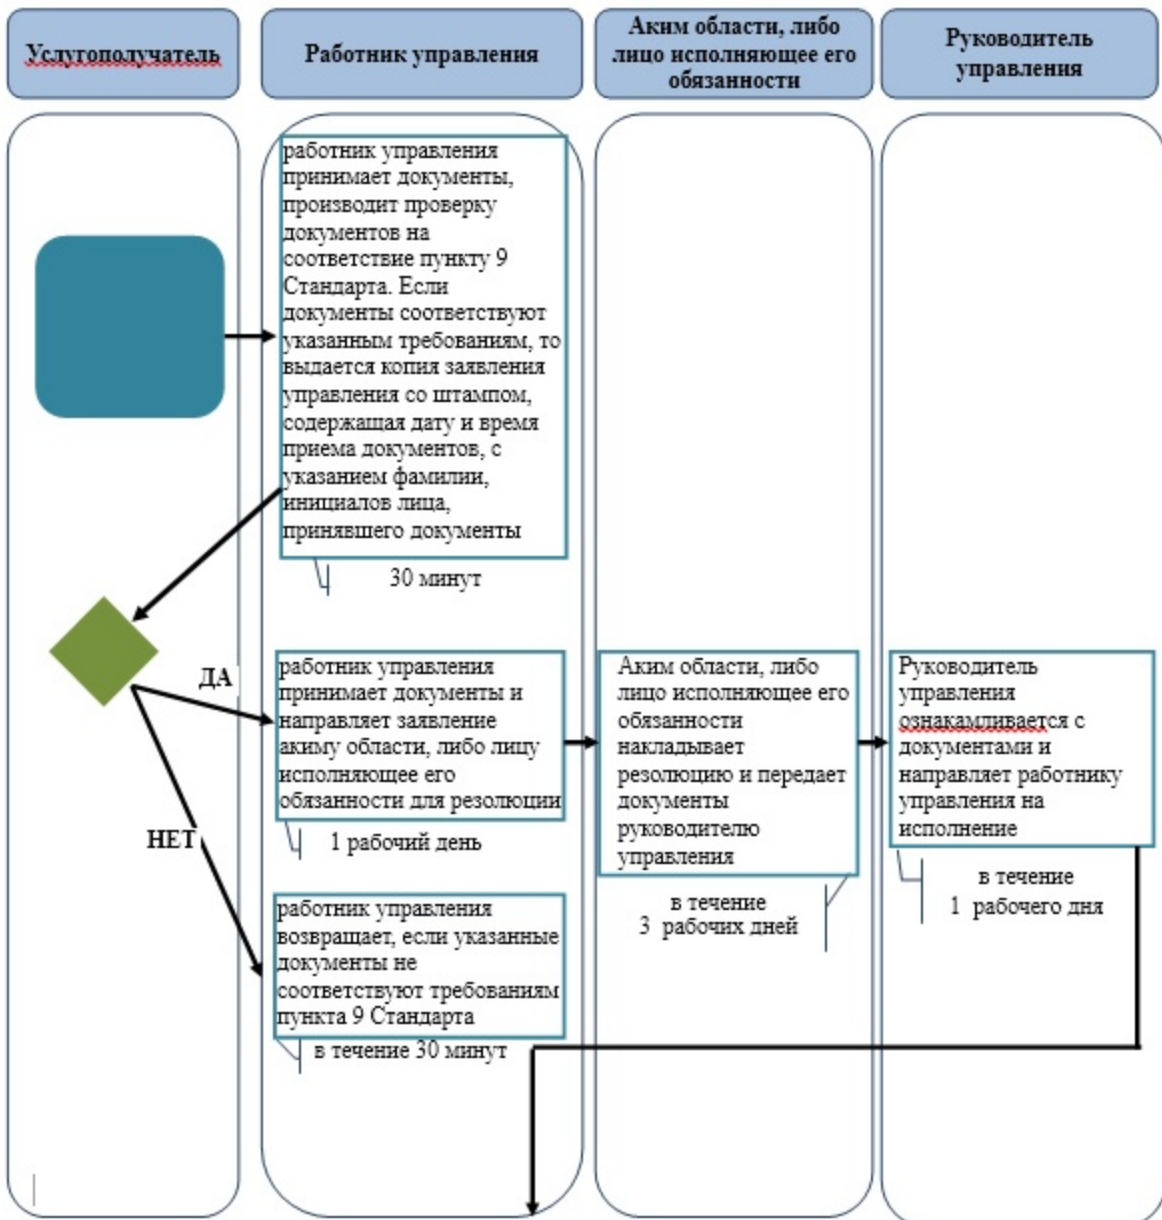 Услугополучатель
Работник управления
Аким области, либо
лицо исполняющее его
обязанности
Руководитель
управления
работник управления
принимает документы,
производит проверку
документов на
соответствие пункту 9
Стандарта. Если
документы соответствуют
указанным требованиям, то
выдается копия заявления
управления со штампом,
содержащая дату и время
приема документов, с
указанием фамилии,
инициалов лица,
принявшего документы
30 минут
ДА
НЕТ
работник управления
принимает документы и
направляет заявление
акиму области, либо лицу
исполняющее его
обязанности для резолюции
1 рабочий день
Аким области, либо
лицо исполняющее его
обязанности
накладывает
резолюцию и передает
документы
руководителю
управления
в течение
3 рабочих дней
Руководитель
управления
ознакамливается с
документами и
направляет работнику
управления на
исполнение
в течение
1 рабочего дня
работник управления
возвращает, если указанные
документы не
соответствуют требованиям
пункта 9 Стандарта
в течение 30 минут